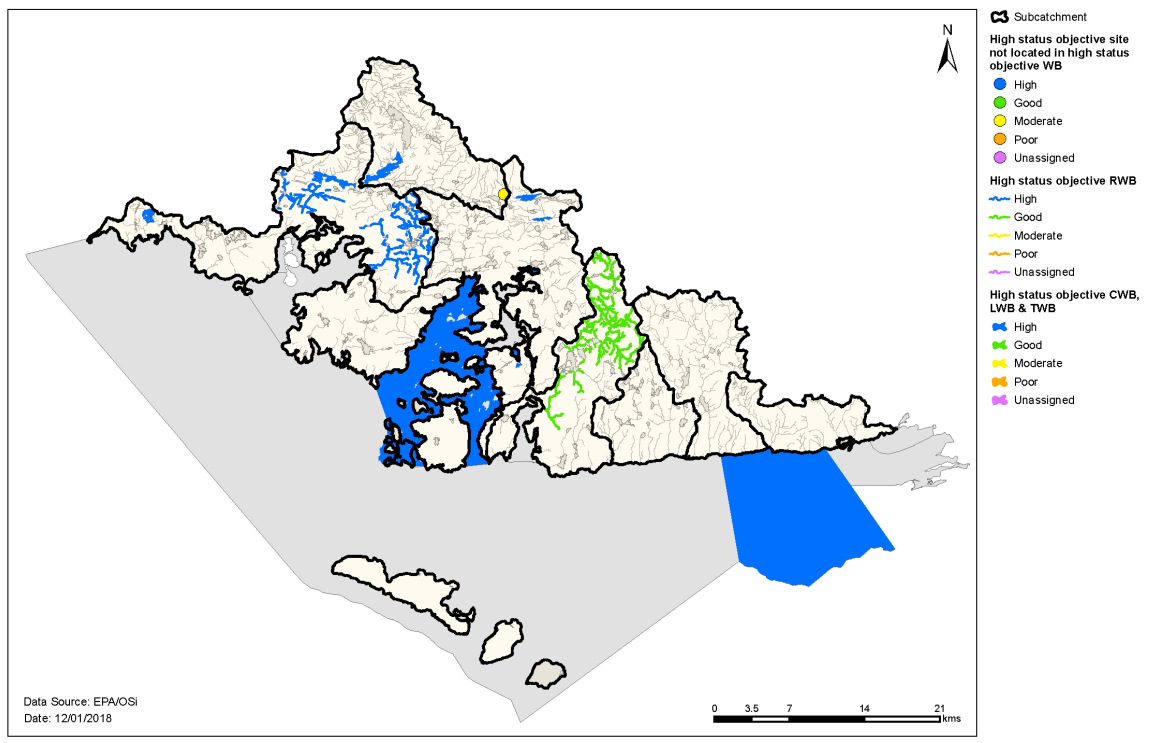 N
Data Source: EPA/OSi
Date: 12/01/2018
0 3.5 7 14 21
kms
Subcatchment
High status objective site
not located in high status
objective WB
High
Good
Moderate
Poor
Unassigned
High status objective RWB
High
Good
Moderate
Poor
Unassigned
High status objective CWB,
LWB & TWB
High
Good
Moderate
Poor
Unassigned